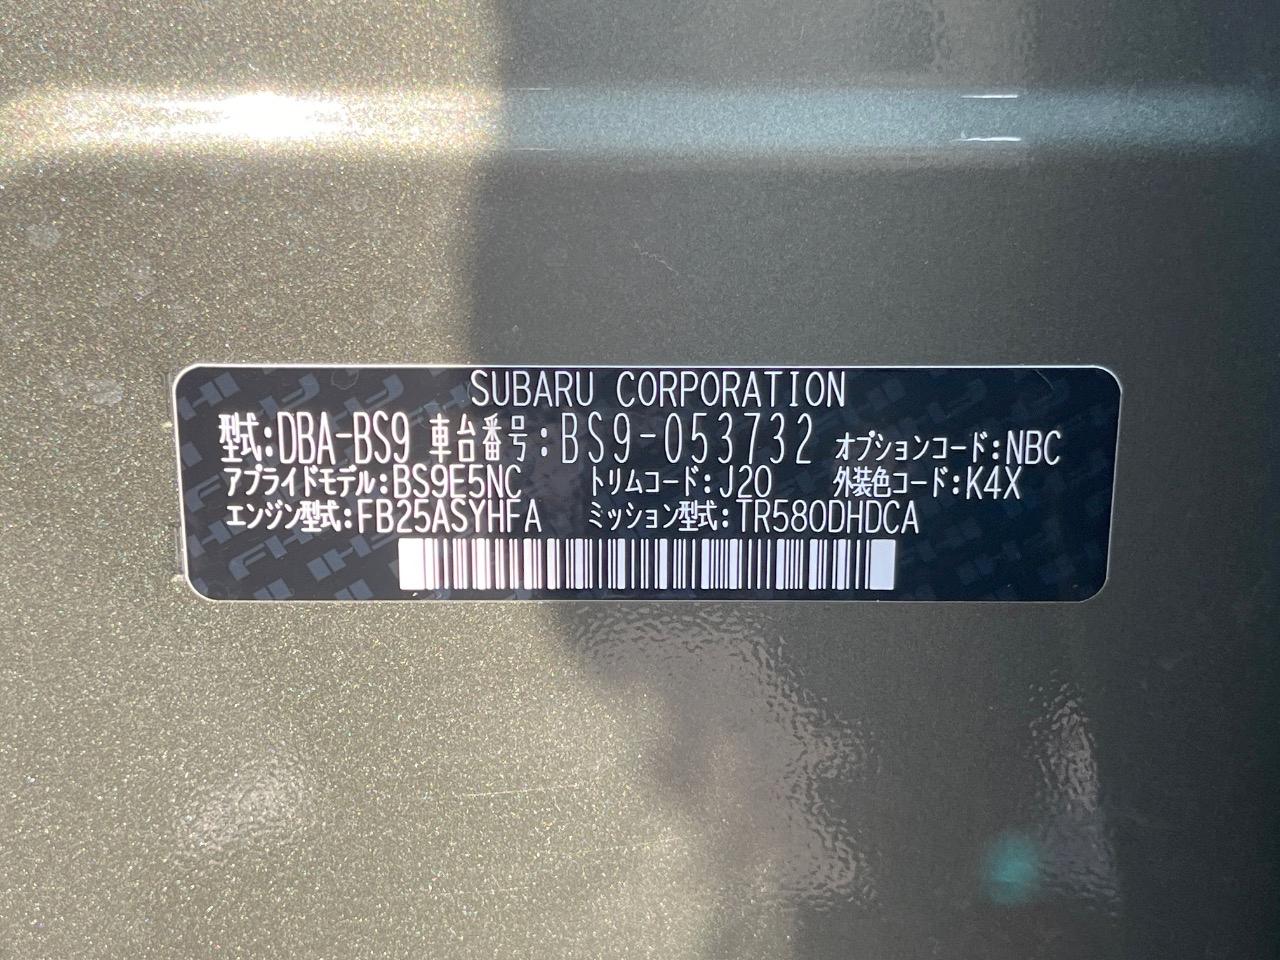 SUBARU CORPORATION
型式:DBA-BS9 車台番号:BS9-053732 オプションコード:NBC
アプライドモデル:BS9E5NC トリムコード:J20 外装色コード:K4X
エンジン型式:FB25ASYHFA ミッション型式:TR580DHDCA